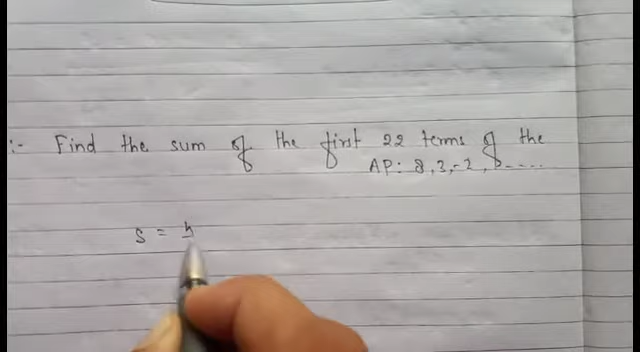 :- Find the sum of the first 22 terms of the
AP: 8, 3, -2, .....
S = n